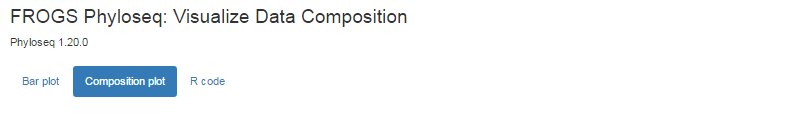 FROGS Phyloseq: Visualize Data Composition
Phyloseq 1.20.0
Bar plot Composition plot R code